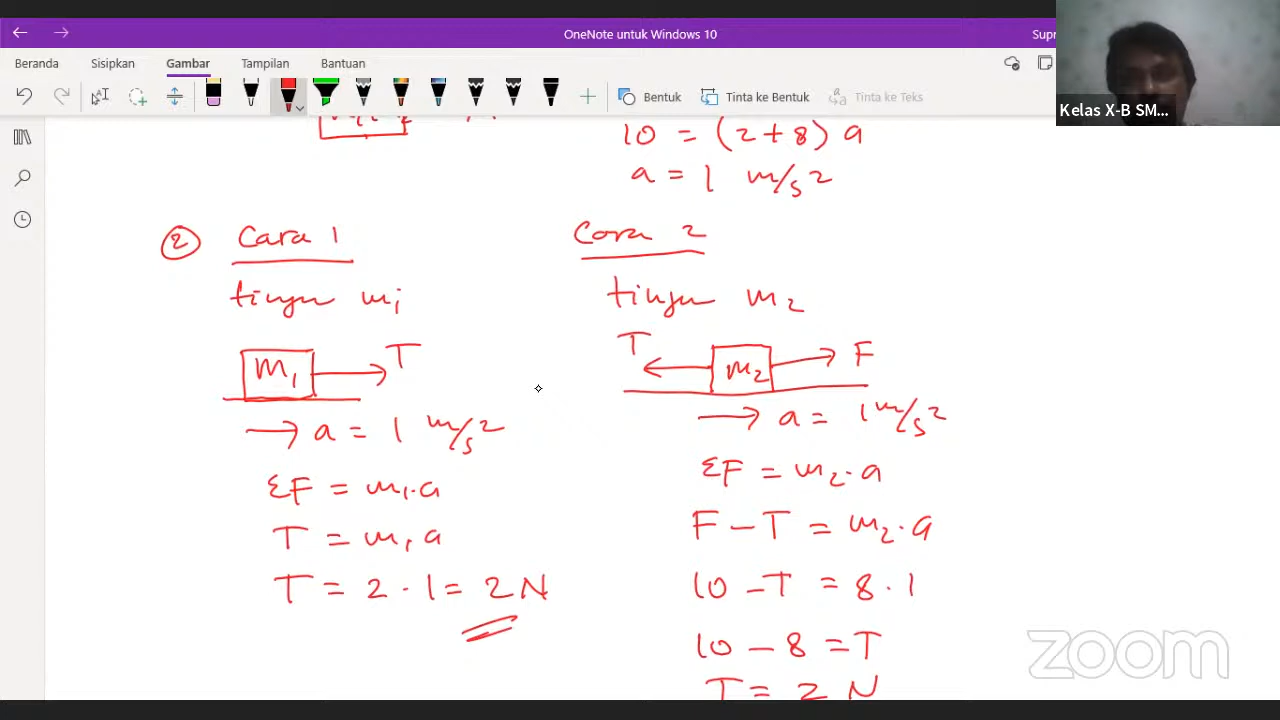 OneNote untuk Windows 10
Supr
Beranda Sisipkan Gambar Tampilan Bantuan
Bentuk Tinta ke Bentuk Tinta ke Teks
Kelas X-B SM...
10 = (2+8) a
a = 1 m/s2
② Cara 1
tinjau m1
m1 T
a = 1 m/s2
ΣF = m1.a
T = m1 a
T = 2 . 1 = 2 N
Cara 2
tinjau m2
T m2 F
a = 1 m/s2
ΣF = m2.a
F - T = m2.a
10 - T = 8 . 1
10 - 8 = T
T = 2 N
zoom